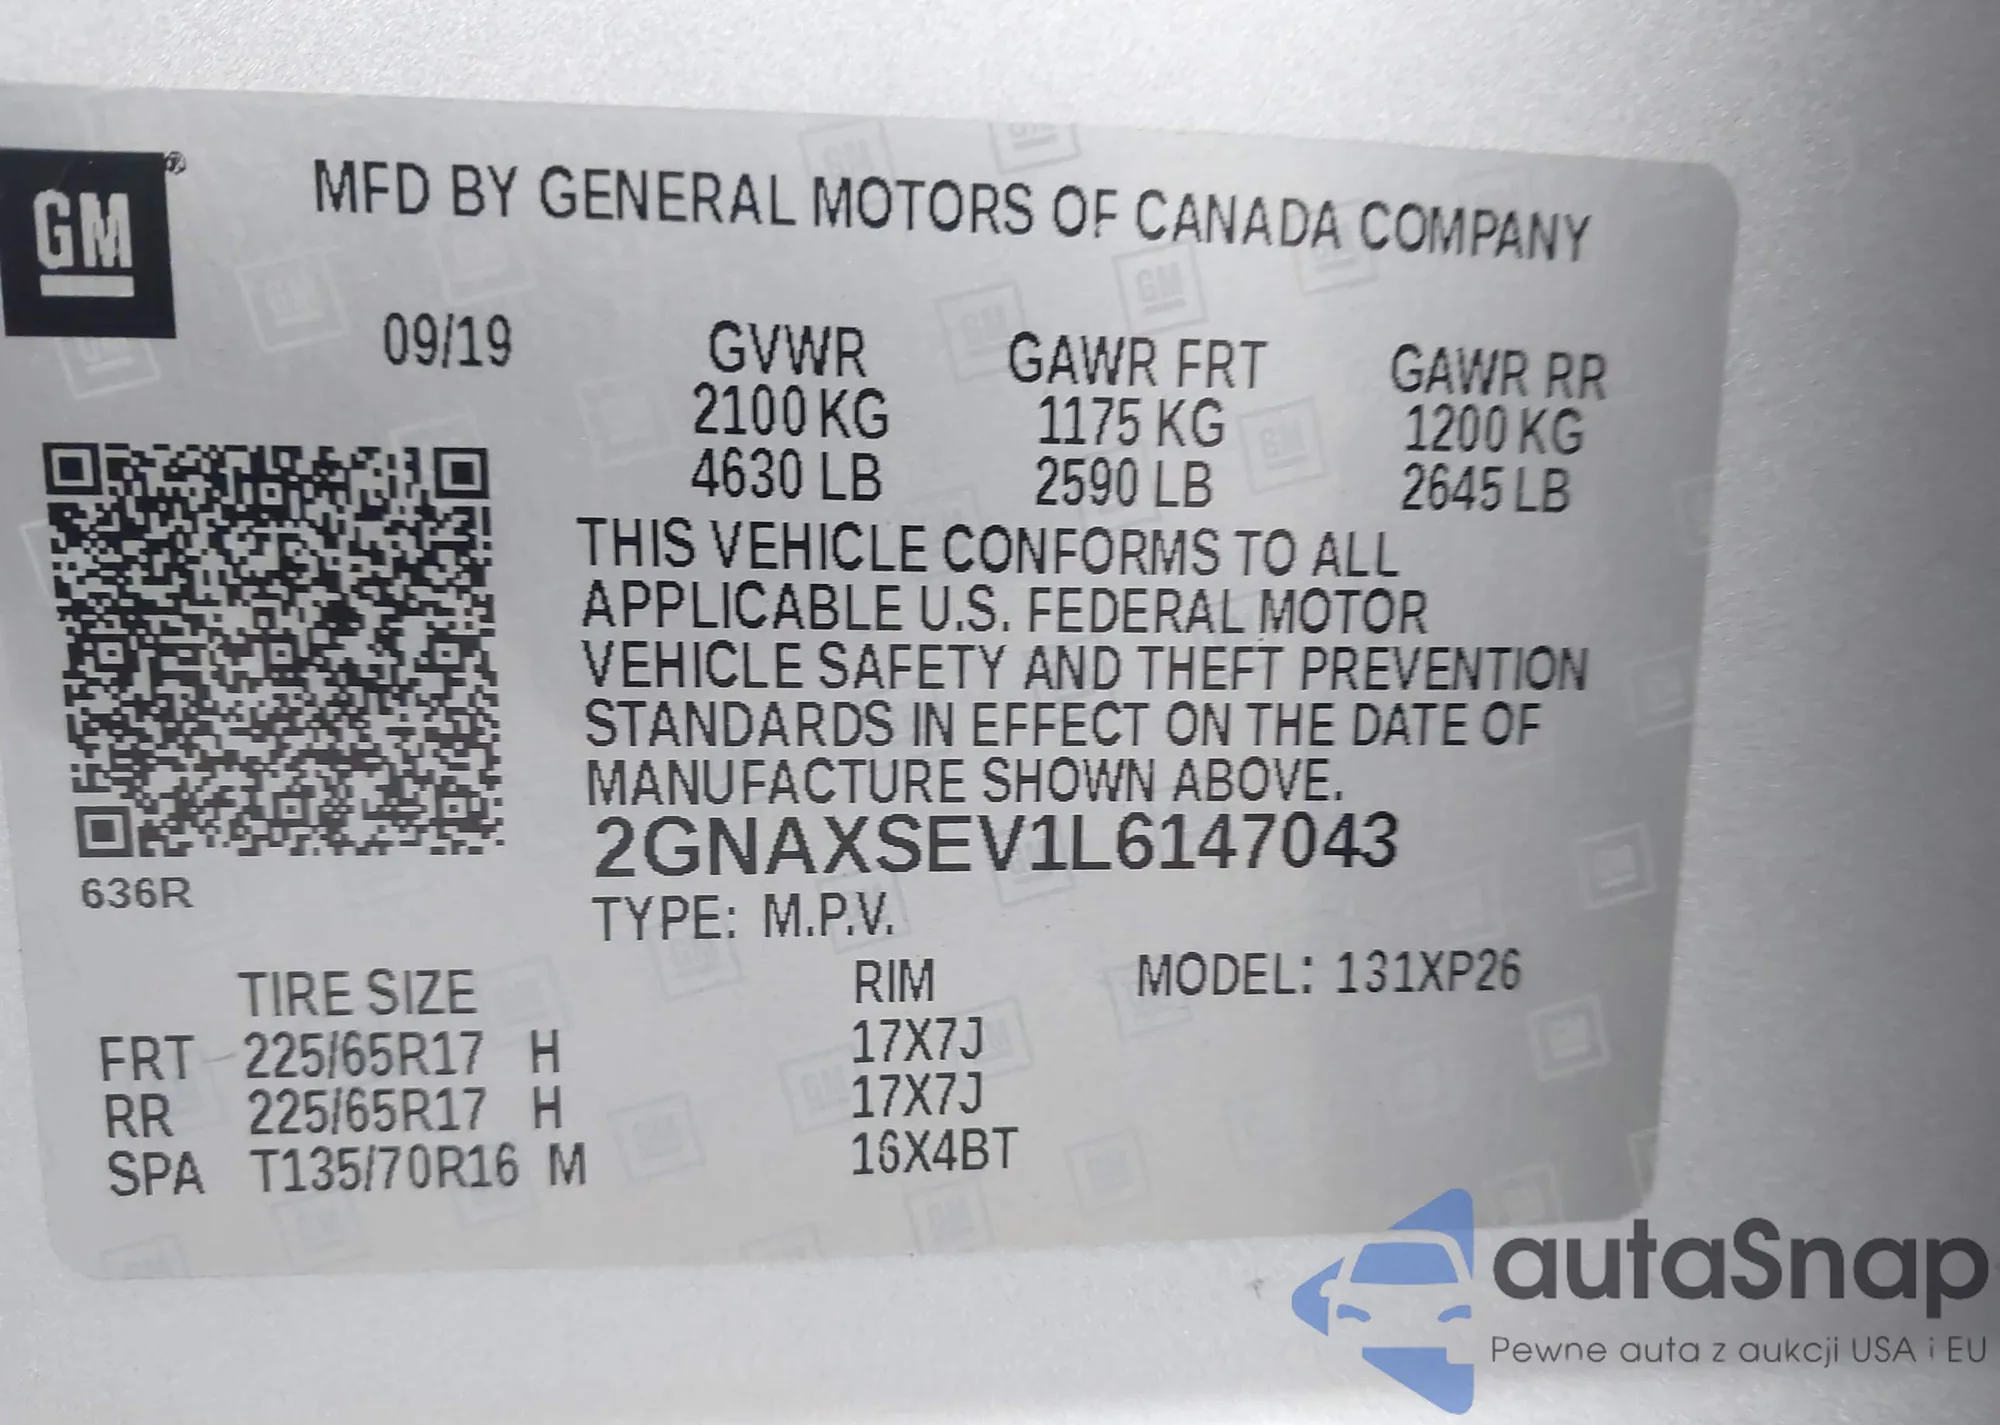 GM®
MFD BY GENERAL MOTORS OF CANADA COMPANY
09/19 GVWR GAWR FRT GAWR RR
2100 KG 1175 KG 1200 KG
4630 LB 2590 LB 2645 LB
THIS VEHICLE CONFORMS TO ALL
APPLICABLE U.S. FEDERAL MOTOR
VEHICLE SAFETY AND THEFT PREVENTION
STANDARDS IN EFFECT ON THE DATE OF
MANUFACTURE SHOWN ABOVE.
2GNAXSEV1L6147043
636R
TYPE: M.P.V.
TIRE SIZE RIM MODEL: 131XP26
FRT 225/65R17 H 17X7J
RR 225/65R17 H 17X7J
SPA T135/70R16 M 16X4BT
autaSnap
Pewne auta z aukcji USA i EU